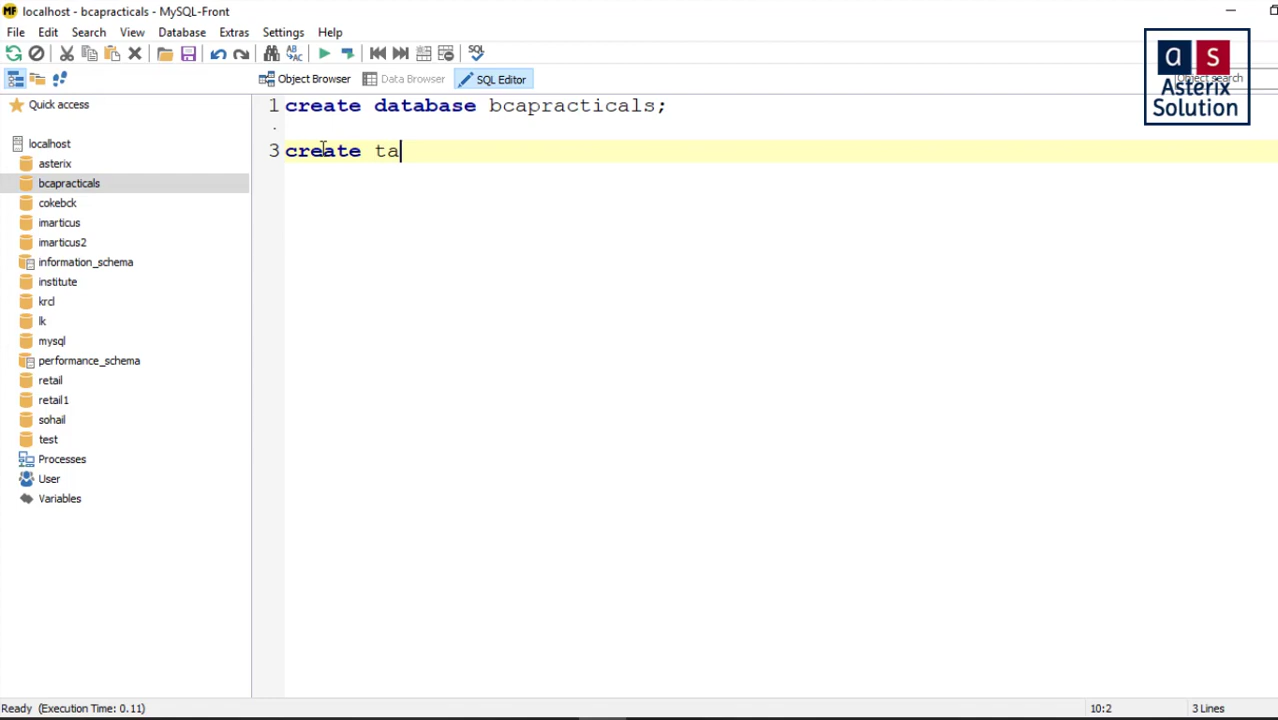 localhost - bcapracticals - MySQL-Front
File Edit Search View Database Extras Settings Help
Object Browser Data Browser SQL Editor
Object search
a s
Asterix
Solution
Quick access
localhost
asterix
bcapracticals
cokebck
imarticus
imarticus2
information_schema
institute
krcl
lk
mysql
performance_schema
retail
retail1
sohail
test
Processes
User
Variables
1 create database bcapracticals;
3 create ta
Ready (Execution Time: 0.11) 10:2 3 Lines